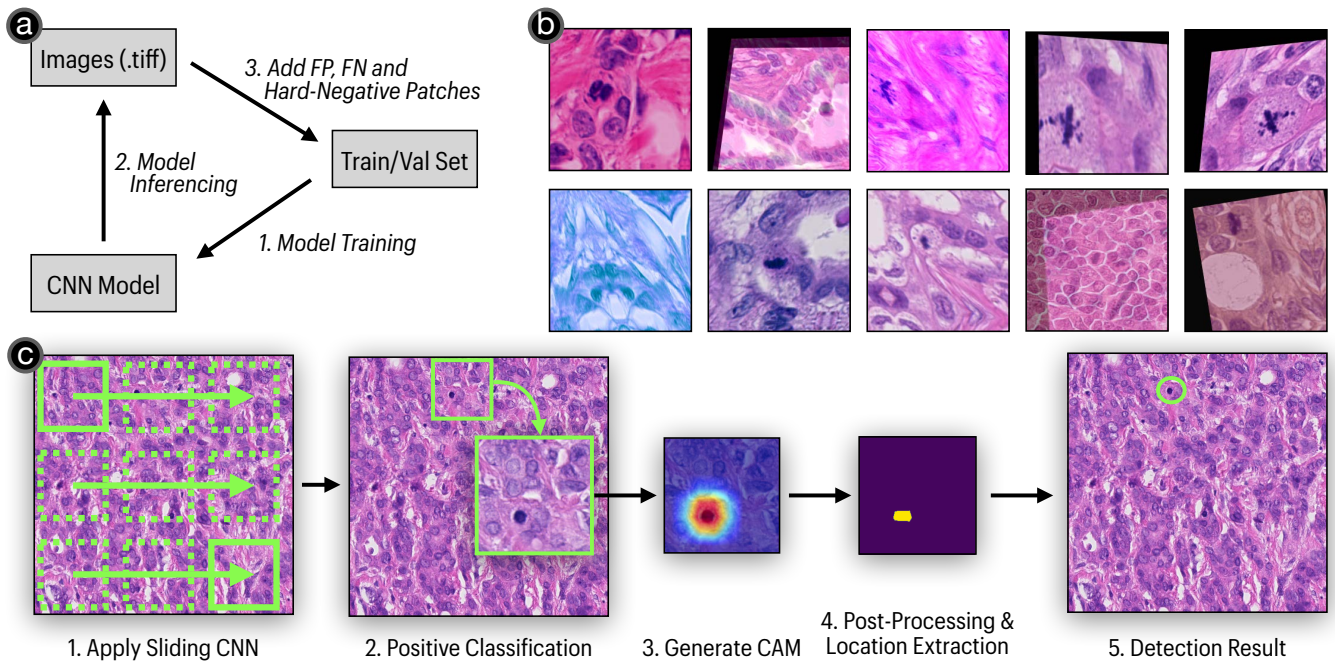 a
Images (.tiff)
3. Add FP, FN and
Hard-Negative Patches
2. Model
Inferencing
Train/Val Set
1. Model Training
CNN Model
b
c
1. Apply Sliding CNN
2. Positive Classification
3. Generate CAM
4. Post-Processing &
Location Extraction
5. Detection Result